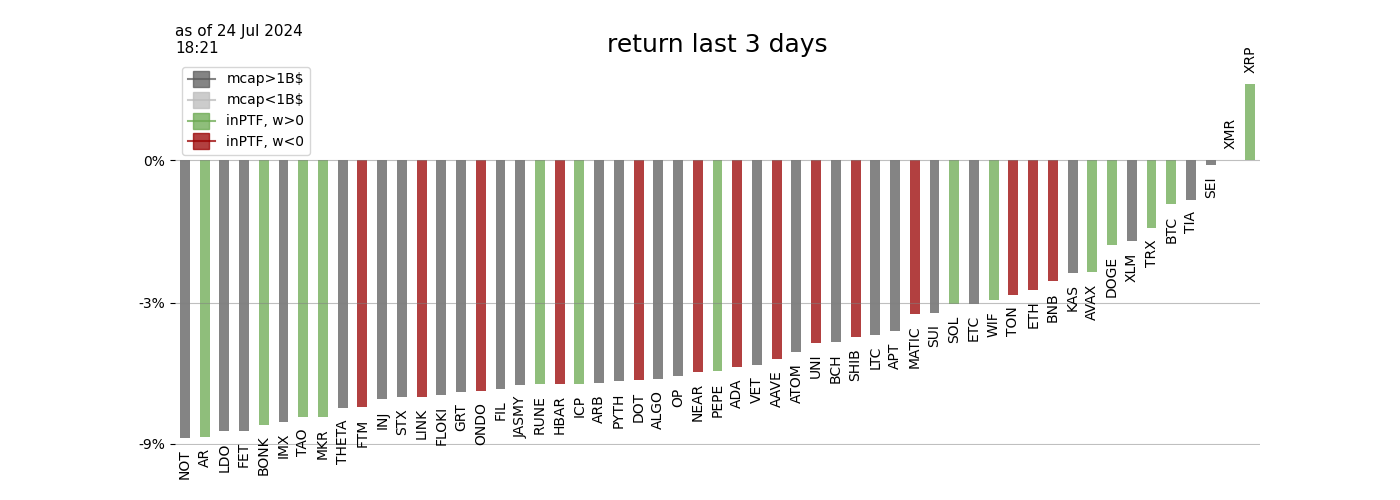 as of 24 Jul 2024
18:21
return last 3 days
mcap>1B$
mcap<1B$
inPTF, w>0
inPTF, w<0
0%
-3%
-9%
NOT
AR
LDO
FET
BONK
IMX
TAO
MKR
THETA
FTM
INJ
STX
LINK
FLOKI
GRT
ONDO
FIL
JASMY
RUNE
HBAR
ICP
ARB
PYTH
DOT
ALGO
OP
NEAR
PEPE
ADA
VET
AAVE
ATOM
UNI
BCH
SHIB
LTC
APT
MATIC
SUI
SOL
ETC
WIF
TON
ETH
BNB
KAS
AVAX
DOGE
XLM
TRX
BTC
TIA
SEI
XMR
XRP